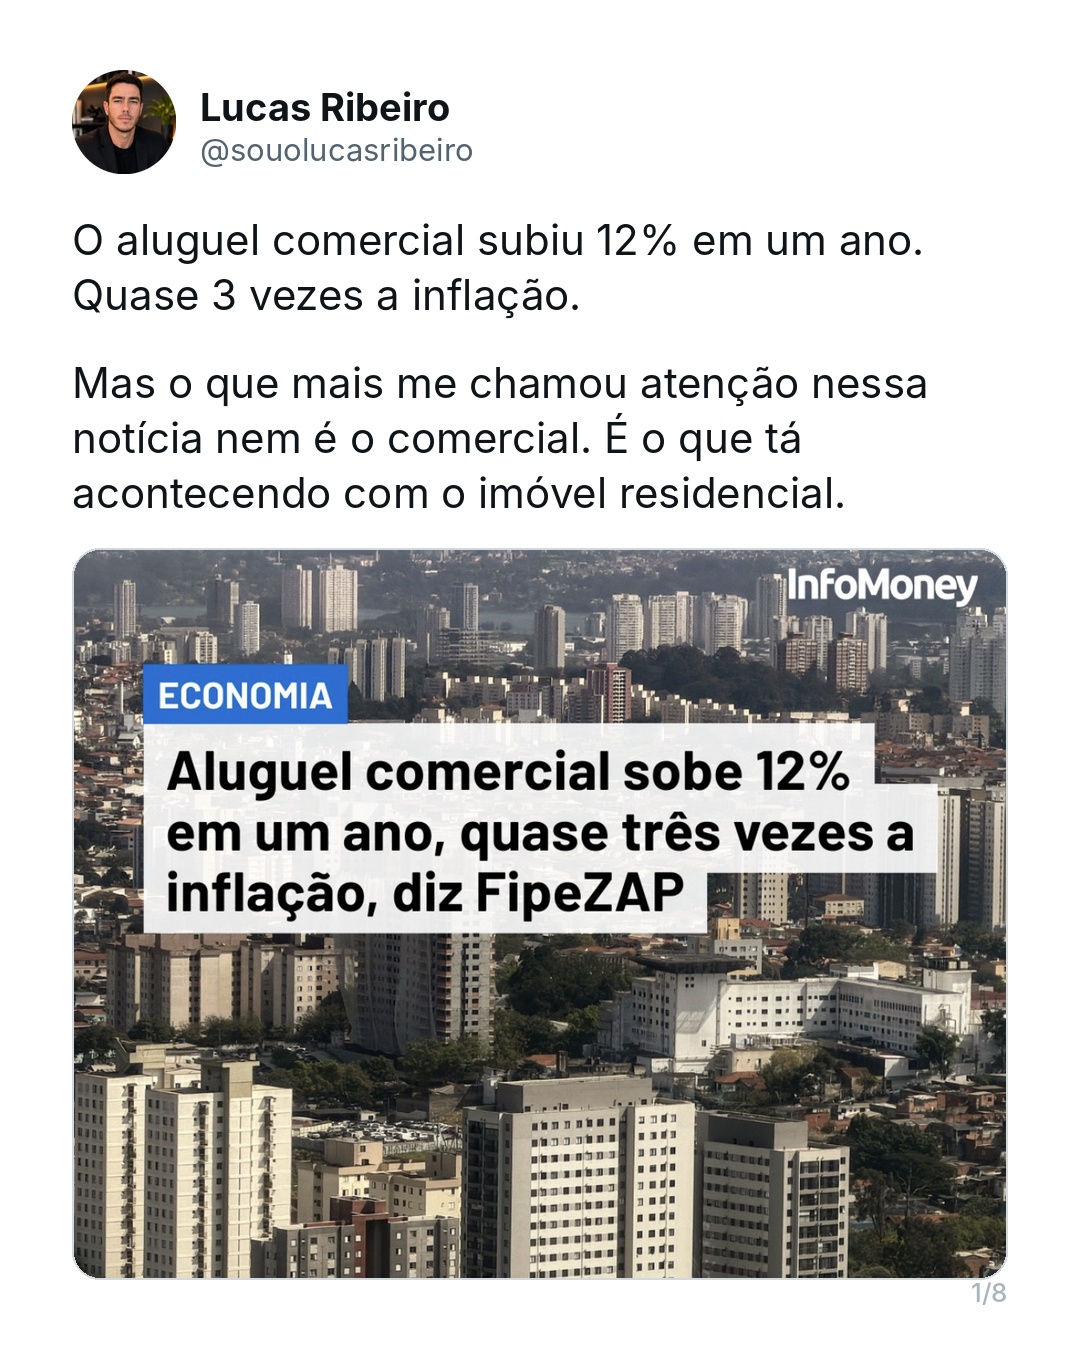 Lucas Ribeiro
@souolucasribeiro
O aluguel comercial subiu 12% em um ano.
Quase 3 vezes a inflação.
Mas o que mais me chamou atenção nessa
notícia nem é o comercial. É o que tá
acontecendo com o imóvel residencial.
InfoMoney
ECONOMIA
Aluguel comercial sobe 12%
em um ano, quase três vezes a
inflação, diz FipeZAP
1/8